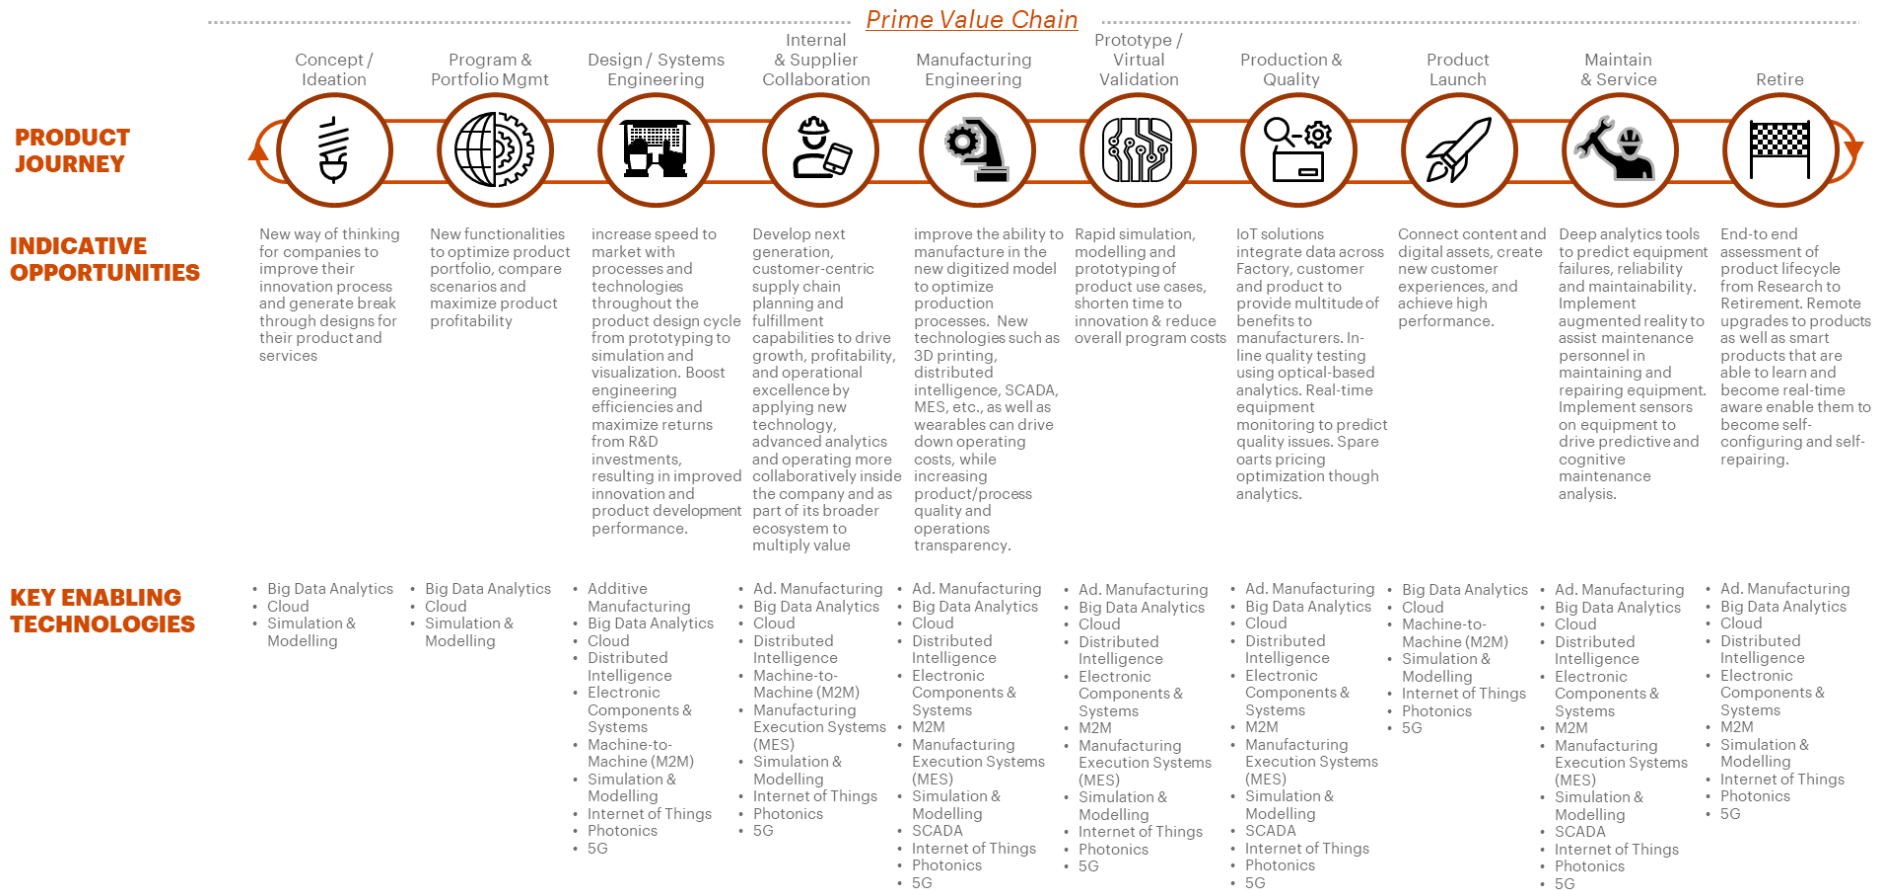 Prime Value Chain
Concept /
Ideation
Program &
Portfolio Mgmt
Design / Systems
Engineering
Internal
& Supplier
Collaboration
Manufacturing
Engineering
Prototype /
Virtual
Validation
Production &
Quality
Product
Launch
Maintain
& Service
Retire
PRODUCT
JOURNEY
INDICATIVE
OPPORTUNITIES
New way of thinking
for companies to
improve their
innovation process
and generate break
through designs for
their product and
services
New functionalities
to optimize product
portfolio, compare
scenarios and
maximize product
profitability
increase speed to
market with
processes and
technologies
throughout the
product design cycle
from prototyping to
simulation and
visualization. Boost
engineering
efficiencies and
maximize returns
from R&D
investments,
resulting in improved
innovation and
product development
performance.
Develop next
generation,
customer-centric
supply chain
planning and
fulfillment
capabilities to drive
growth, profitability,
and operational
excellence by
applying new
technology,
advanced analytics
and operating more
collaboratively inside
the company and as
part of its broader
ecosystem to
multiply value
improve the ability to
manufacture in the
new digitized model
to optimize
production
processes. New
technologies such as
3D printing,
distributed
intelligence, SCADA,
MES, etc., as well as
wearables can drive
down operating
costs, while
increasing
product/process
quality and
operations
transparency.
Rapid simulation,
modelling and
prototyping of
product use cases,
shorten time to
innovation & reduce
overall program costs
IoT solutions
integrate data across
Factory, customer
and product to
provide multitude of
benefits to
manufacturers. In-
line quality testing
using optical-based
analytics. Real-time
equipment
monitoring to predict
quality issues. Spare
oarts pricing
optimization though
analytics.
Connect content and
digital assets, create
new customer
experiences, and
achieve high
performance.
Deep analytics tools
to predict equipment
failures, reliability
and maintainability.
Implement
augmented reality to
assist maintenance
personnel in
maintaining and
repairing equipment.
Implement sensors
on equipment to
drive predictive and
cognitive
maintenance
analysis.
End-to end
assessment of
product lifecycle
from Research to
Retirement. Remote
upgrades to products
as well as smart
products that are
able to learn and
become real-time
aware enable them to
become self-
configuring and self-
repairing.
KEY ENABLING
TECHNOLOGIES
• Big Data Analytics
• Cloud
• Simulation &
Modelling
• Big Data Analytics
• Cloud
• Simulation &
Modelling
• Additive
Manufacturing
• Big Data Analytics
• Cloud
• Distributed
Intelligence
• Electronic
Components &
Systems
• Machine-to-
Machine (M2M)
• Simulation &
Modelling
• Internet of Things
• Photonics
• 5G
• Ad. Manufacturing
• Big Data Analytics
• Cloud
• Distributed
Intelligence
• Machine-to-
Machine (M2M)
• Manufacturing
Execution Systems
(MES)
• Simulation &
Modelling
• Internet of Things
• Photonics
• 5G
• Ad. Manufacturing
• Big Data Analytics
• Cloud
• Distributed
Intelligence
• Electronic
Components &
Systems
• M2M
• Manufacturing
Execution Systems
(MES)
• Simulation &
Modelling
• SCADA
• Internet of Things
• Photonics
• 5G
• Ad. Manufacturing
• Big Data Analytics
• Cloud
• Distributed
Intelligence
• Electronic
Components &
Systems
• M2M
• Manufacturing
Execution Systems
(MES)
• Simulation &
Modelling
• Internet of Things
• Photonics
• 5G
• Ad. Manufacturing
• Big Data Analytics
• Cloud
• Distributed
Intelligence
• Electronic
Components &
Systems
• M2M
• Manufacturing
Execution Systems
(MES)
• Simulation &
Modelling
• SCADA
• Internet of Things
• Photonics
• 5G
• Big Data Analytics
• Cloud
• Machine-to-
Machine (M2M)
• Simulation &
Modelling
• Internet of Things
• Photonics
• 5G
• Ad. Manufacturing
• Big Data Analytics
• Cloud
• Distributed
Intelligence
• Electronic
Components &
Systems
• M2M
• Manufacturing
Execution Systems
(MES)
• Simulation &
Modelling
• SCADA
• Internet of Things
• Photonics
• 5G
• Ad. Manufacturing
• Big Data Analytics
• Cloud
• Distributed
Intelligence
• Electronic
Components &
Systems
• M2M
• Simulation &
Modelling
• Internet of Things
• Photonics
• 5G